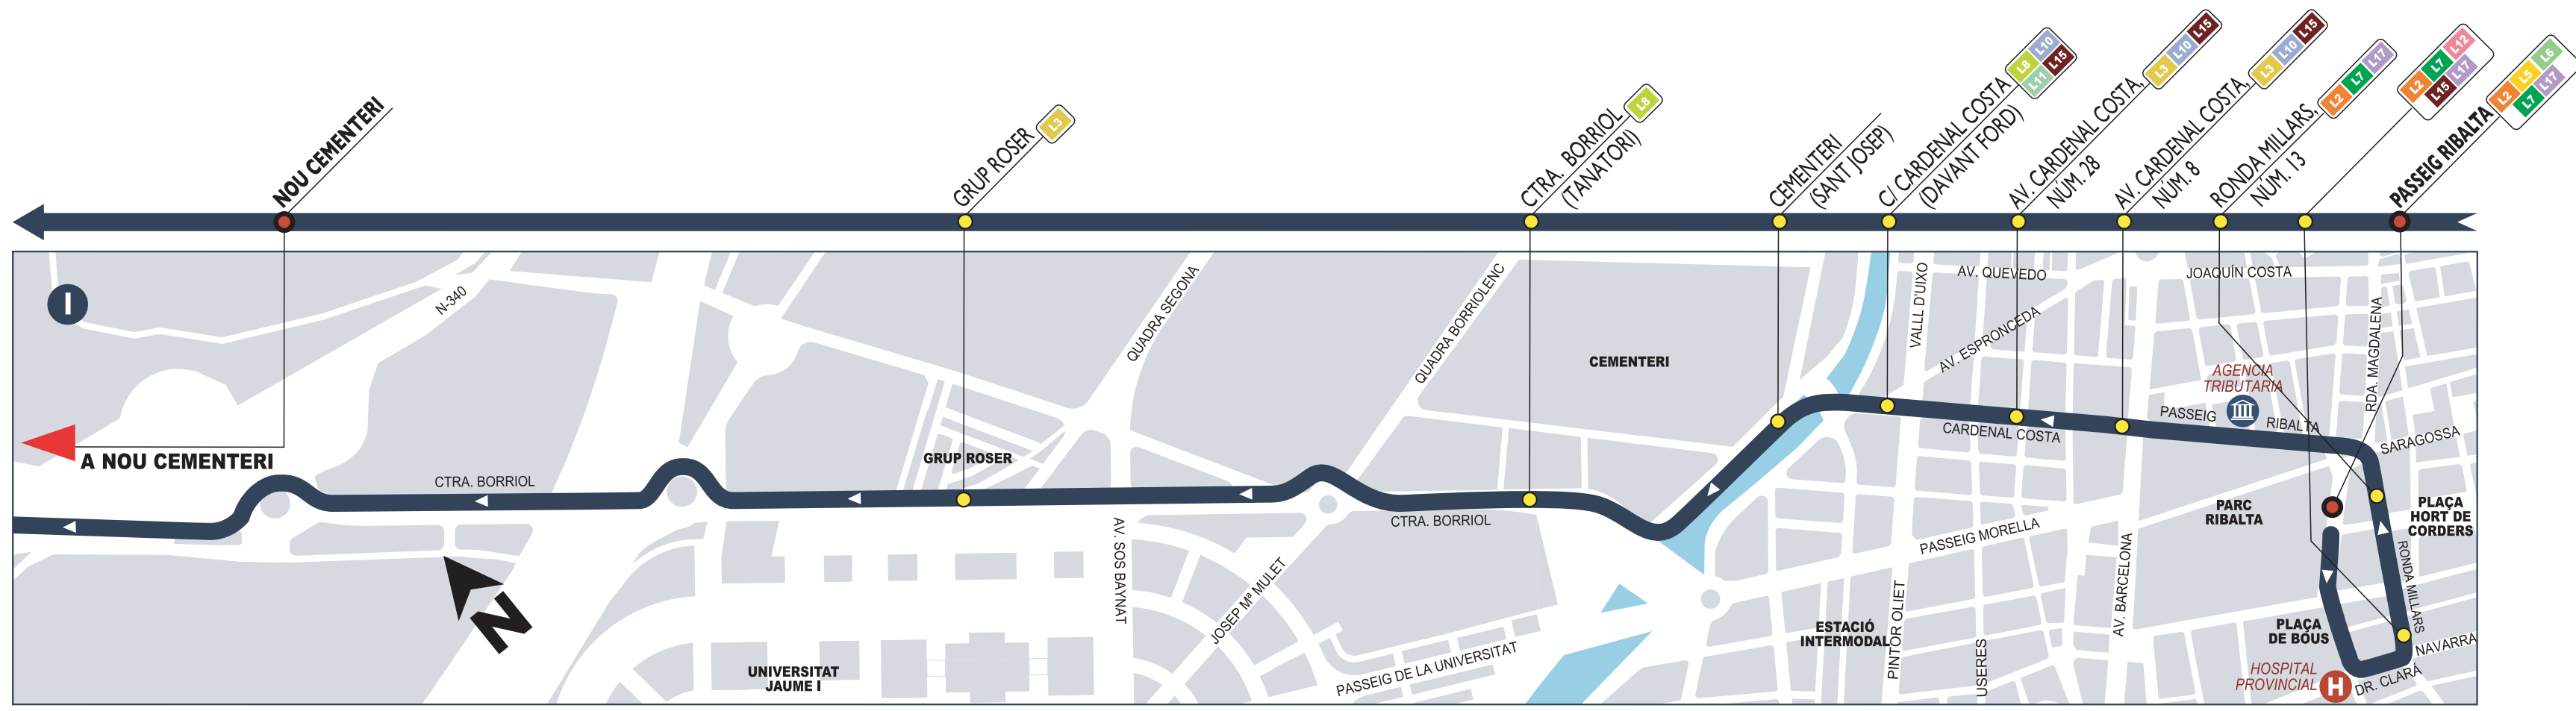 NOU CEMENTERI
GRUP ROSER
L3
CTRA. BORRIOL
(TANATORI)
L8
CEMENTERI
(SANT JOSEP)
C/ CARDENAL COSTA
(DAVANT FORD)
L8 L10
L11 L15
AV. CARDENAL COSTA,
NÚM. 28
L3 L10 L15
AV. CARDENAL COSTA,
NÚM. 8
L3 L10 L15
RONDA MILLARS,
NÚM. 13
L2 L7 L17
L2 L7 L12
L15 L17
PASSEIG RIBALTA
L2 L5 L6
L7 L17
I
N-340
QUADRA SEGONA
QUADRA BORRIOLENC
CEMENTERI
VALLL D'UIXO
AV. QUEVEDO
AV. ESPRONCEDA
JOAQUÍN COSTA
RDA. MAGDALENA
AGENCIA
TRIBUTARIA
PASSEIG RIBALTA
CARDENAL COSTA
SARAGOSSA
A NOU CEMENTERI
CTRA. BORRIOL
GRUP ROSER
CTRA. BORRIOL
PARC
RIBALTA
PLAÇA
HORT DE
CORDERS
N
AV. SOS BAYNAT
JOSEP Mª MULET
PASSEIG MORELLA
AV. BARCELONA
RONDA MILLARS
PLAÇA
DE BOUS
NAVARRA
UNIVERSITAT
JAUME I
PASSEIG DE LA UNIVERSITAT
ESTACIÓ
INTERMODAL
PINTOR OLIET
USERES
HOSPITAL
PROVINCIAL
H
DR. CLARÁ